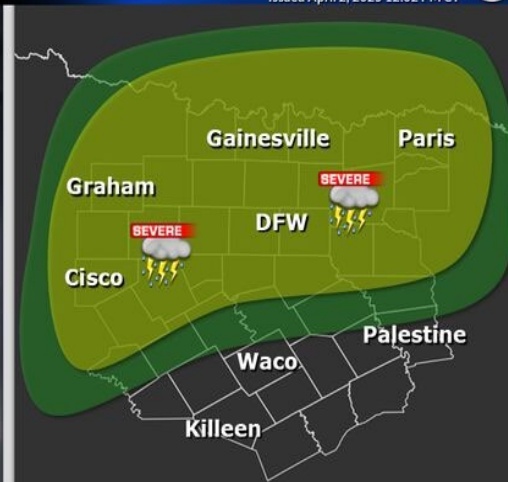 Gainesville
Paris
Graham
SEVERE
DFW
SEVERE
Cisco
Palestine
Waco
Killeen